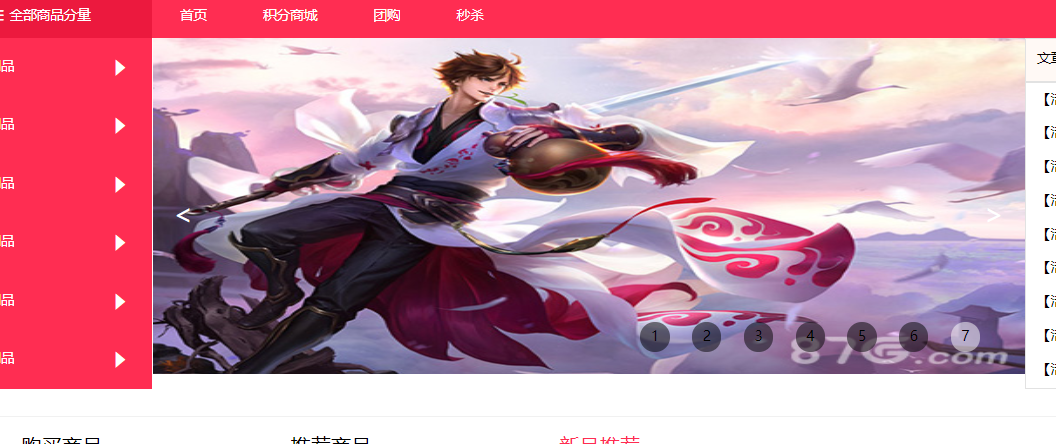 全部商品分量 首页 积分商城 团购 秒杀
品
品
品
品
品
品
<
>
1 2 3 4 5 6 7
87G.com
购买商品 推荐商品 新品推荐